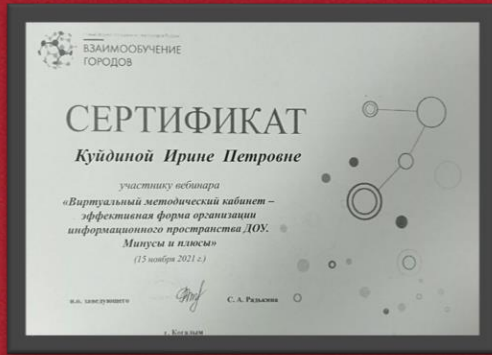 ВЗАИМООБУЧЕНИЕ
ГОРОДОВ
СЕРТИФИКАТ
Куйдиной Ирине Петровне
участнику вебинара
«Виртуальный методический кабинет –
эффективная форма организации
информационного пространства ДОУ.
Минусы и плюсы»
(15 ноября 2021 г.)
и.о. заведующего С. А. Радькина
г. Когалым